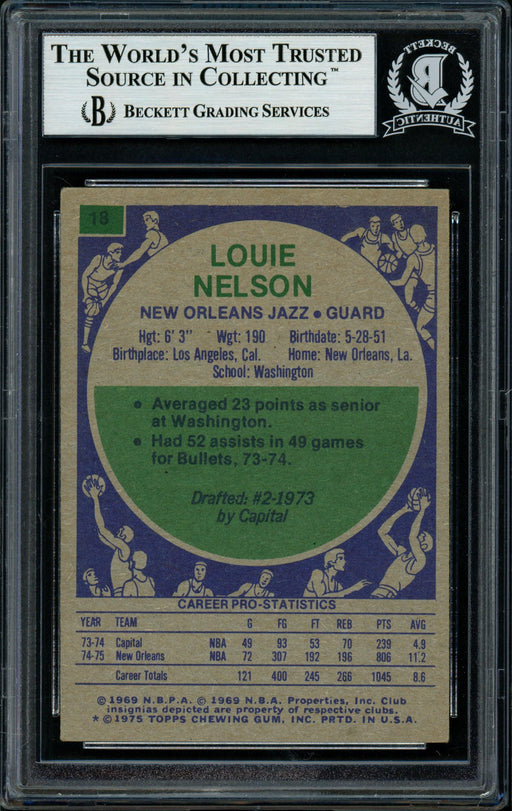 THE WORLD'S MOST TRUSTED
SOURCE IN COLLECTING™
B BECKETT GRADING SERVICES
BECKETT
B
AUTHENTIC
18
LOUIE
NELSON
NEW ORLEANS JAZZ • GUARD
Hgt: 6' 3" Wgt: 190 Birthdate: 5-28-51
Birthplace: Los Angeles, Cal. Home: New Orleans, La.
School: Washington
• Averaged 23 points as senior
at Washington.
• Had 52 assists in 49 games
for Bullets, 73-74.
Drafted: #2-1973
by Capital
CAREER PRO-STATISTICS
YEAR TEAM G FG FT REB PTS AVG
73-74 Capital NBA 49 93 53 70 239 4.9
74-75 New Orleans NBA 72 307 192 196 806 11.2
Career Totals 121 400 245 266 1045 8.6
© 1969 N.B.P.A. © 1969 N.B.A. Properties, Inc. Club
insignias depicted are property of respective clubs.
* © 1975 TOPPS CHEWING GUM, INC. PRTD. IN U.S.A.